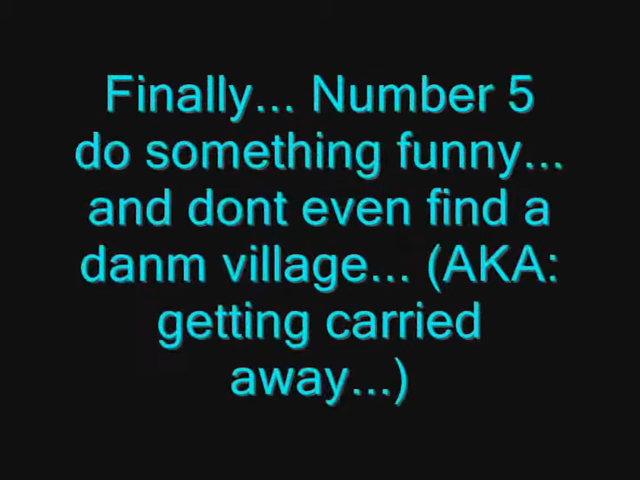 Finally... Number 5
do something funny...
and dont even find a
danm village... (AKA:
getting carried
away...)